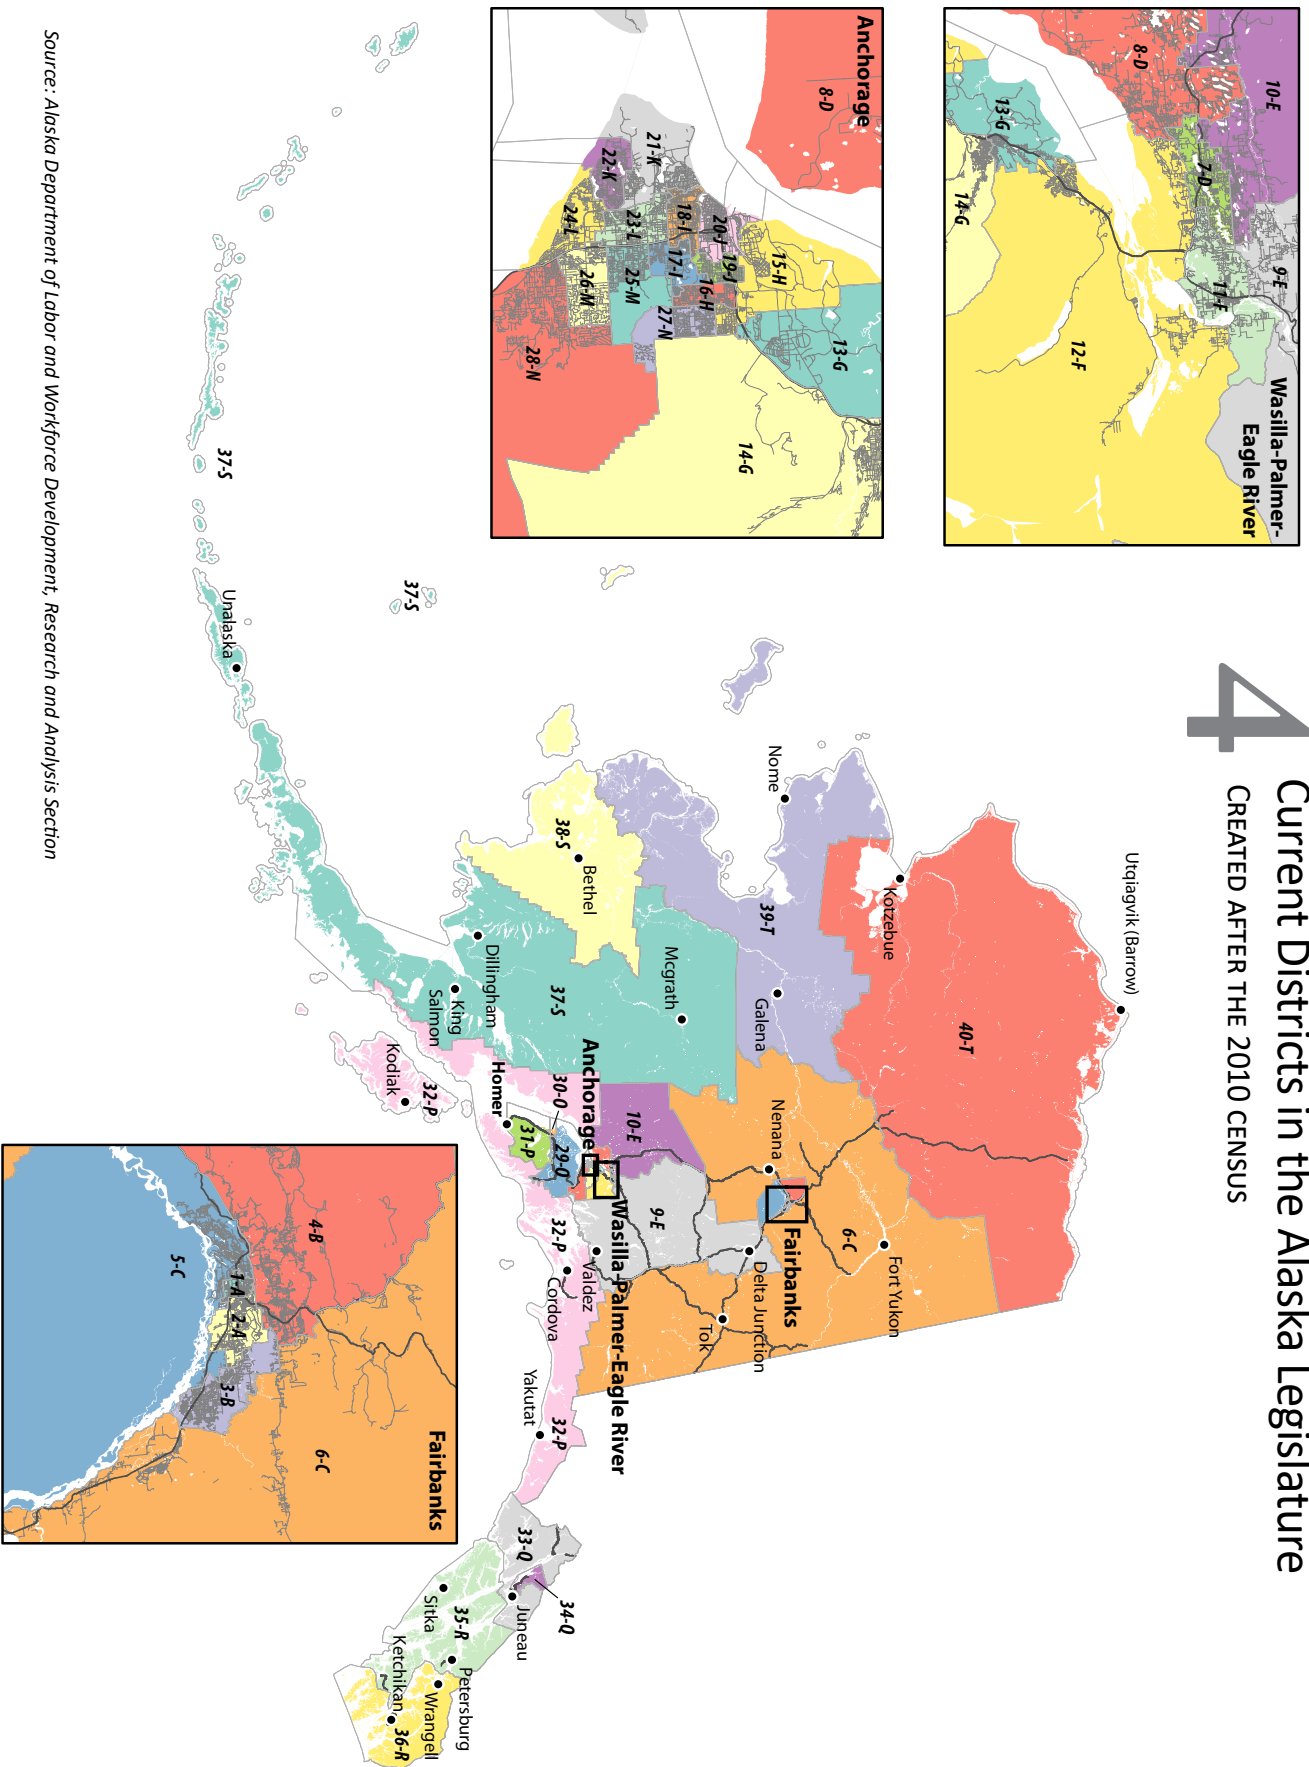 4
Current Districts in the Alaska Legislature
CREATED AFTER THE 2010 CENSUS
Wasilla-Palmer-
Eagle River
10-E
9-E
8-D
7-D
11-F
13-G
12-F
14-G
Anchorage
8-D
15-H
13-G
20-J
19-J
21-K
18-I
17-I
16-H
22-K
23-L
25-M
27-N
24-L
26-M
28-N
14-G
Utqiagvik (Barrow)
Kotzebue
40-T
Nome
39-T
Galena
Fort Yukon
6-C
Nenana
Fairbanks
Delta Junction
Tok
Mcgrath
38-S
Bethel
37-S
10-E
9-E
Wasilla-Palmer-Eagle River
Anchorage
Valdez
Cordova
30-O
29-O
31-P
Homer
32-P
Yakutat
32-P
Dillingham
King
Salmon
Kodiak
32-P
37-S
Unalaska
37-S
33-Q
34-Q
Juneau
35-R
Sitka
Petersburg
Wrangell
Ketchikan
36-R
Fairbanks
4-B
6-C
1-A
2-A
3-B
5-C
Source: Alaska Department of Labor and Workforce Development, Research and Analysis Section